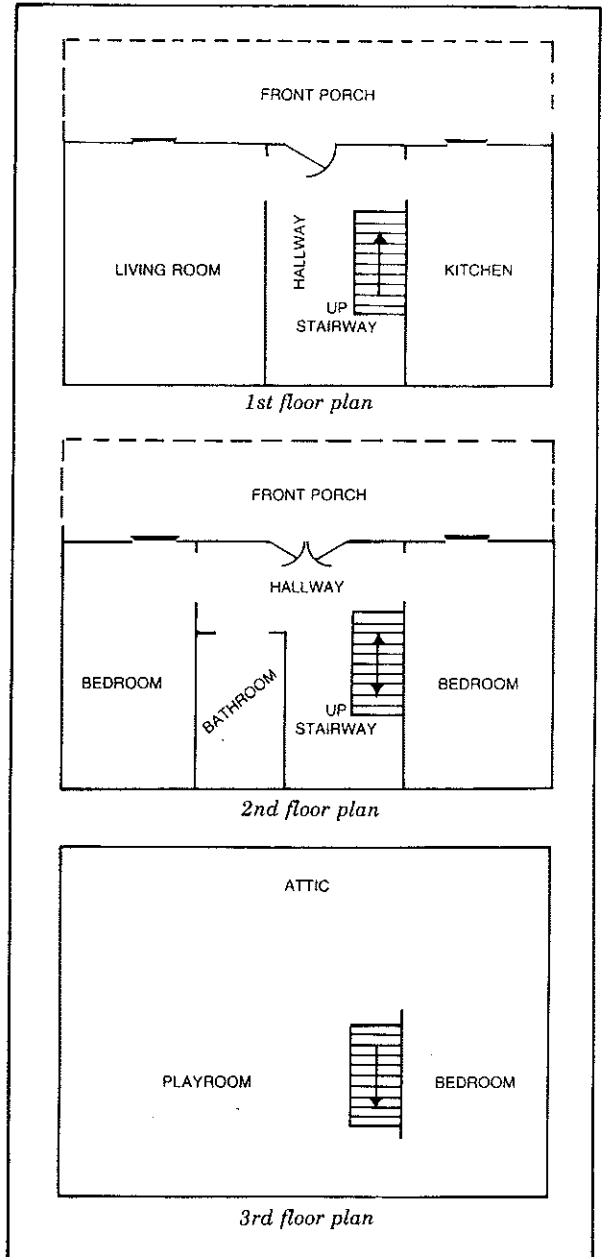 FRONT PORCH
LIVING ROOM
HALLWAY
KITCHEN
UP
STAIRWAY
1st floor plan
FRONT PORCH
HALLWAY
BEDROOM
BATHROOM
BEDROOM
UP
STAIRWAY
2nd floor plan
ATTIC
PLAYROOM
BEDROOM
3rd floor plan